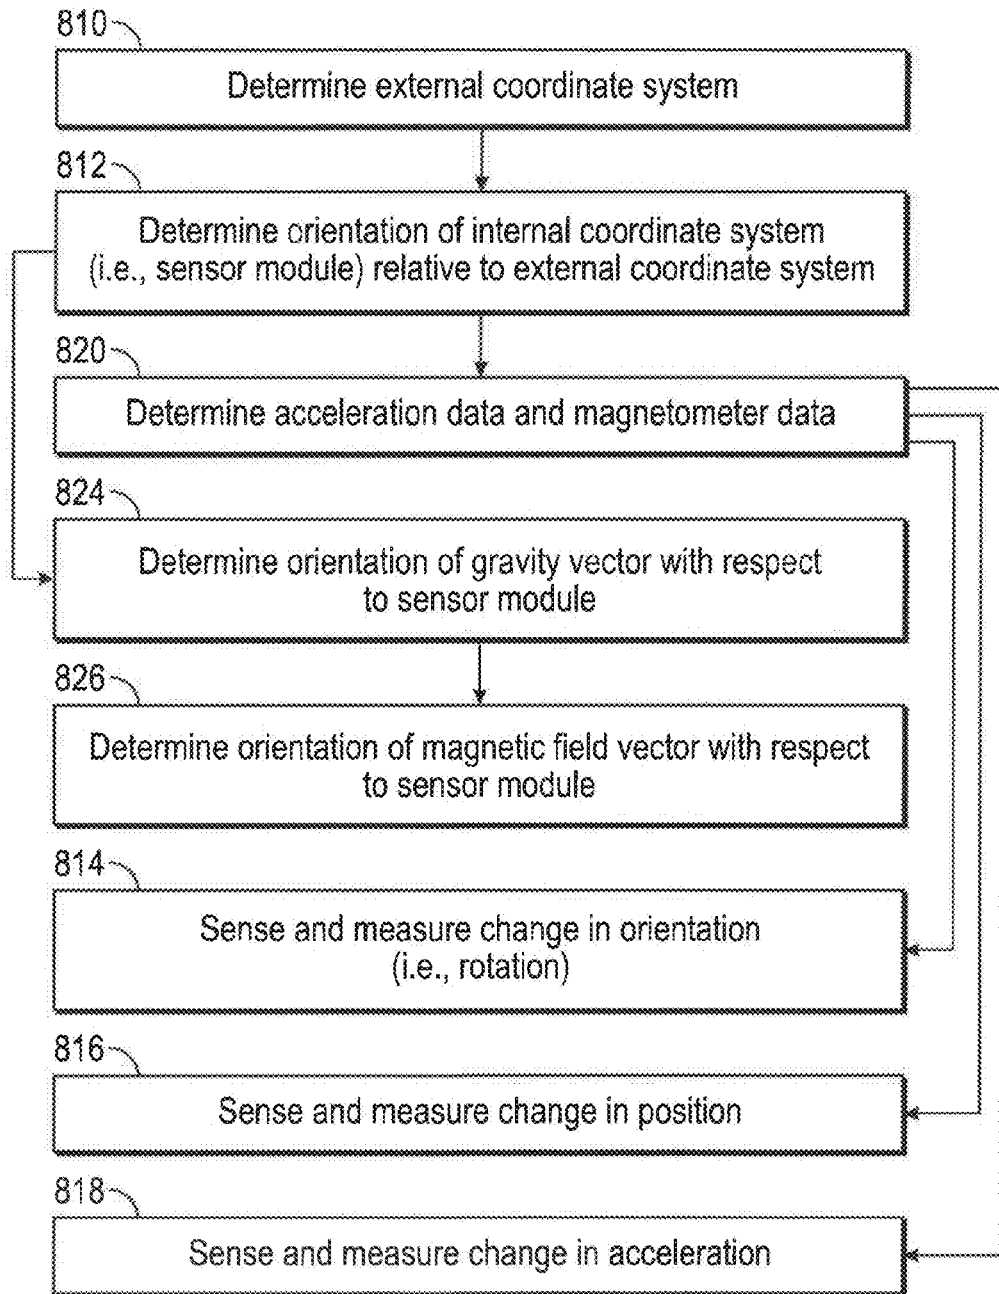 810
Determine external coordinate system
812
Determine orientation of internal coordinate system
(i.e., sensor module) relative to external coordinate system
820
Determine acceleration data and magnetometer data
824
Determine orientation of gravity vector with respect
to sensor module
826
Determine orientation of magnetic field vector with respect
to sensor module
814
Sense and measure change in orientation
(i.e., rotation)
816
Sense and measure change in position
818
Sense and measure change in acceleration